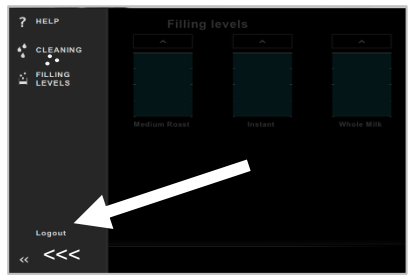 ? HELP
CLEANING
FILLING
LEVELS
Filling levels
Medium Roast
Instant
Whole Milk
Logout
<< <<<